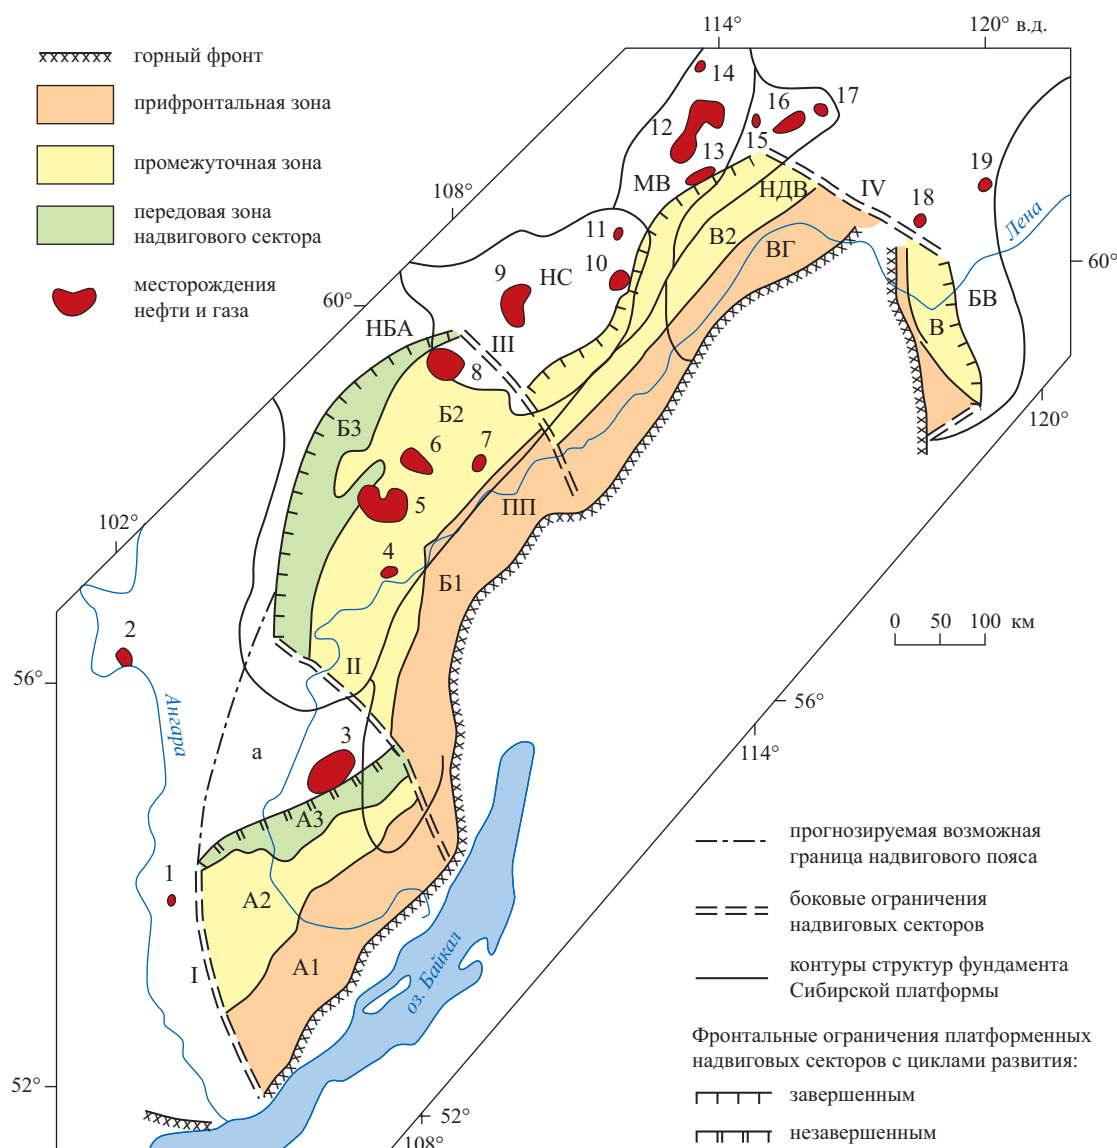 114°
120° в.д.
горный фронт
прифронтальная зона
промежуточная зона
передовая зона
надвигового сектора
месторождения
нефти и газа
14
12
13
15
16
17
МВ
НДВ
IV
18
19
Лена
108°
11
10
9
НС
В2
ВГ
60°
60°
БВ
В
НБА
III
8
Б2
Б3
6
7
5
ПП
120°
102°
4
Б1
0 50 100 км
2
II
56°
56°
Ангара
а
3
114°
А3
1
А2
А1
I
оз. Байкал
прогнозируемая возможная
граница надвигового пояса
боковые ограничения
надвиговых секторов
контуры структур фундамента
Сибирской платформы
Фронтальные ограничения платформенных
надвиговых секторов с циклами развития:
завершенным
незавершенным
52°
52°
108°